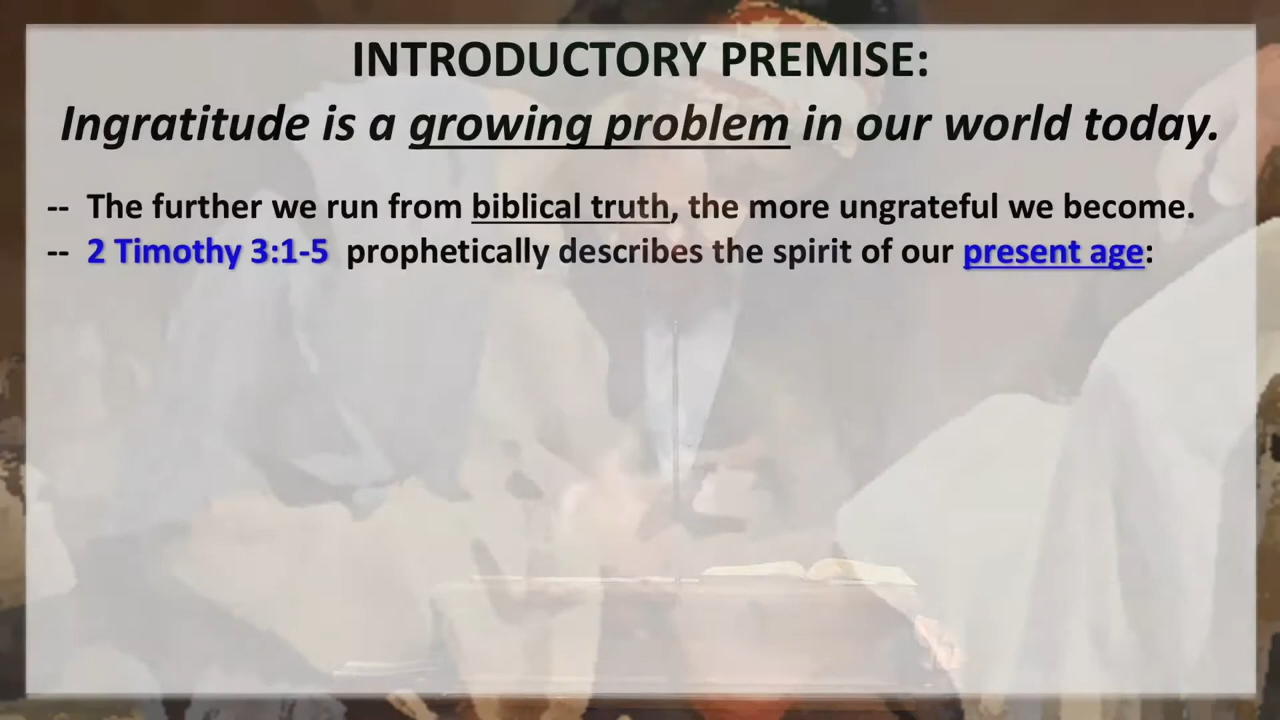 INTRODUCTORY PREMISE:
Ingratitude is a growing problem in our world today.
-- The further we run from biblical truth, the more ungrateful we become.
-- 2 Timothy 3:1-5 prophetically describes the spirit of our present age: